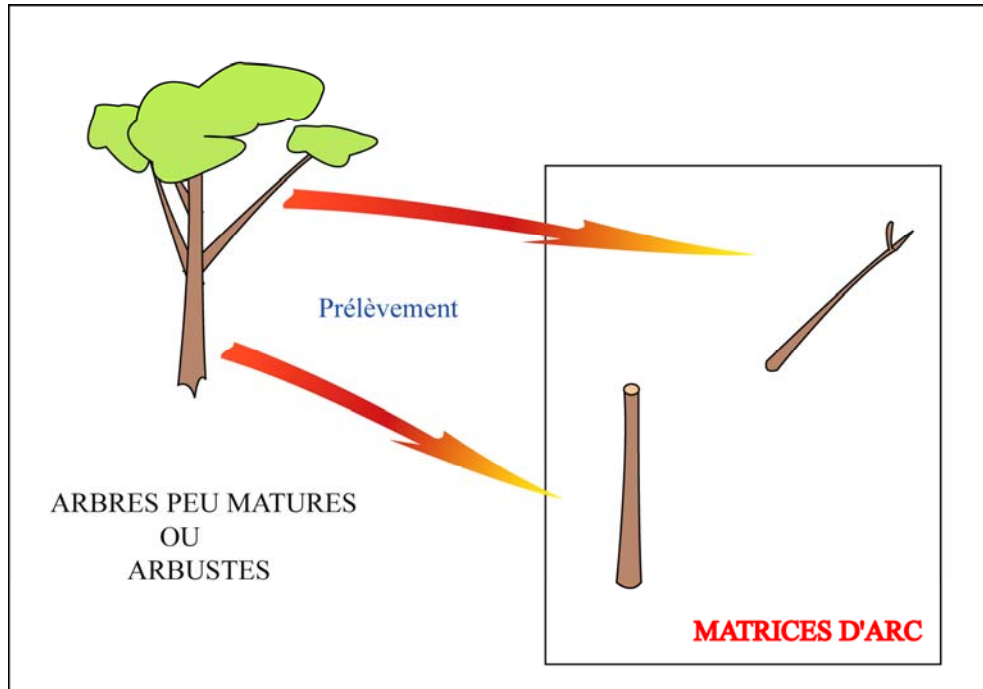 Prélèvement
ARBRES PEU MATURES
OU
ARBUSTES
MATRICES D'ARC